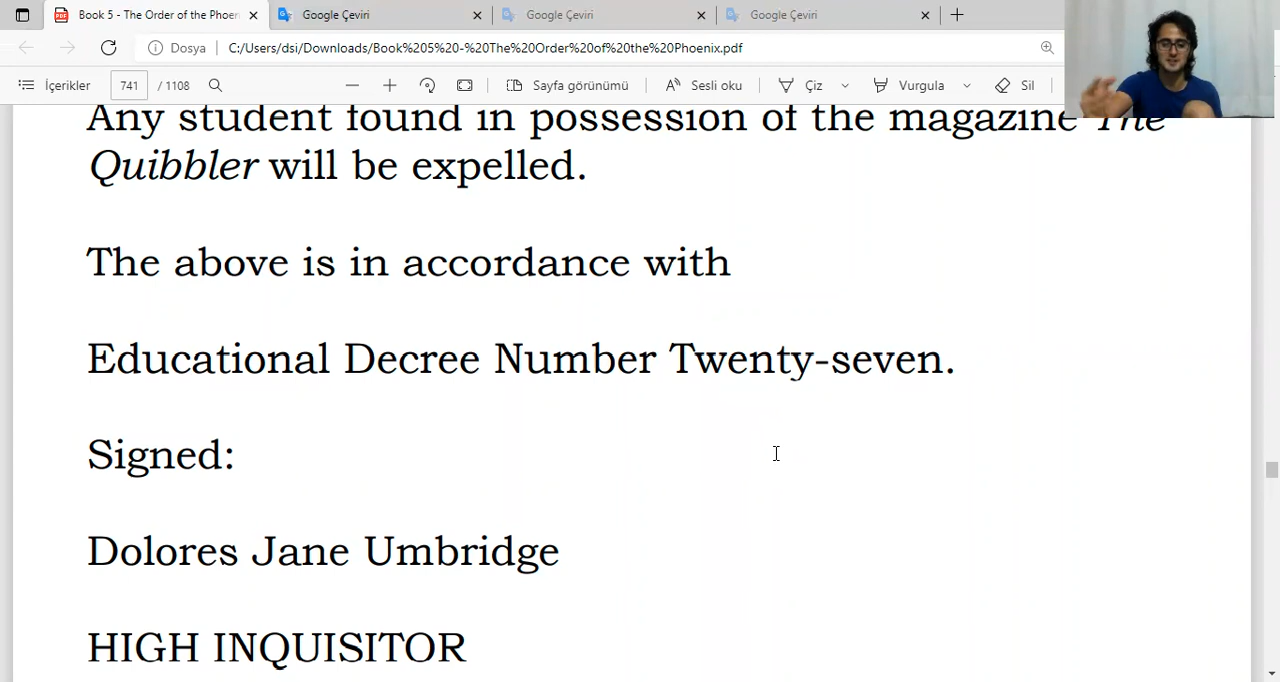 Book 5 - The Order of the Phoen
Google Çeviri
Google Çeviri
Google Çeviri
Dosya
C:/Users/dsi/Downloads/Book%205%20-%20The%20Order%20of%20the%20Phoenix.pdf
İçerikler
741 / 1108
Sayfa görünümü
Sesli oku
Çiz
Vurgula
Sil
Any student found in possession of the magazine The
Quibbler will be expelled.
The above is in accordance with
Educational Decree Number Twenty-seven.
Signed:
Dolores Jane Umbridge
HIGH INQUISITOR